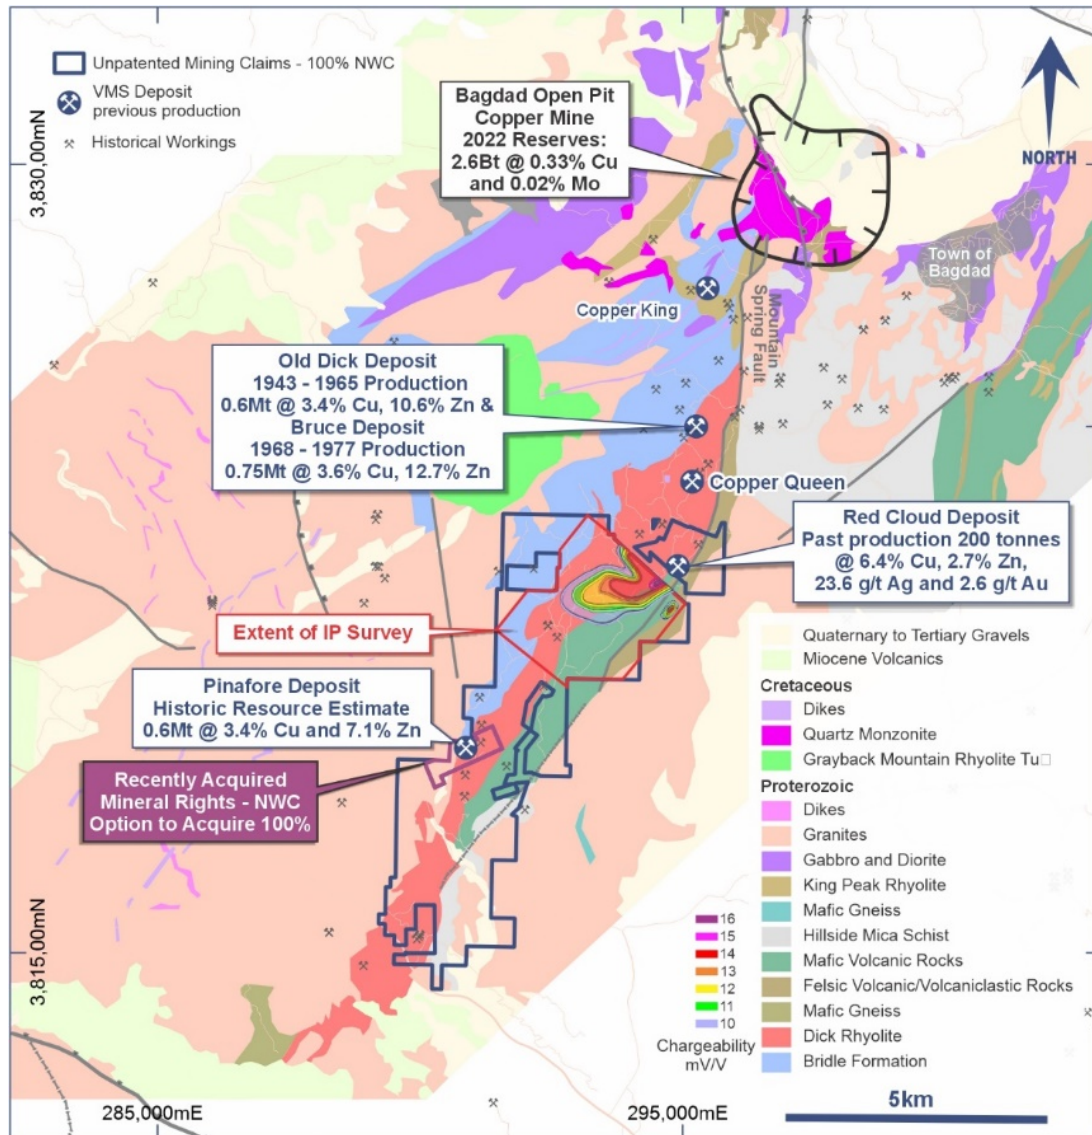 Unpatented Mining Claims - 100% NWC
VMS Deposit
previous production
Historical Workings
Bagdad Open Pit
Copper Mine
2022 Reserves:
2.6Bt @ 0.33% Cu
and 0.02% Mo
NORTH
3,830,00mN
Town of
Bagdad
Copper King
Mountain
Spring Fault
Old Dick Deposit
1943 - 1965 Production
0.6Mt @ 3.4% Cu, 10.6% Zn &
Bruce Deposit
1968 - 1977 Production
0.75Mt @ 3.6% Cu, 12.7% Zn
Copper Queen
Red Cloud Deposit
Past production 200 tonnes
@ 6.4% Cu, 2.7% Zn,
23.6 g/t Ag and 2.6 g/t Au
Extent of IP Survey
Pinafore Deposit
Historic Resource Estimate
0.6Mt @ 3.4% Cu and 7.1% Zn
Recently Acquired
Mineral Rights - NWC
Option to Acquire 100%
Quaternary to Tertiary Gravels
Miocene Volcanics
Cretaceous
Dikes
Quartz Monzonite
Grayback Mountain Rhyolite Tu□
Proterozoic
Dikes
Granites
Gabbro and Diorite
King Peak Rhyolite
Mafic Gneiss
Hillside Mica Schist
Mafic Volcanic Rocks
Felsic Volcanic/Volcaniclastic Rocks
Mafic Gneiss
Dick Rhyolite
Bridle Formation
16
15
14
13
12
11
10
Chargeability
mV/V
3,815,00mN
285,000mE
295,000mE
5km